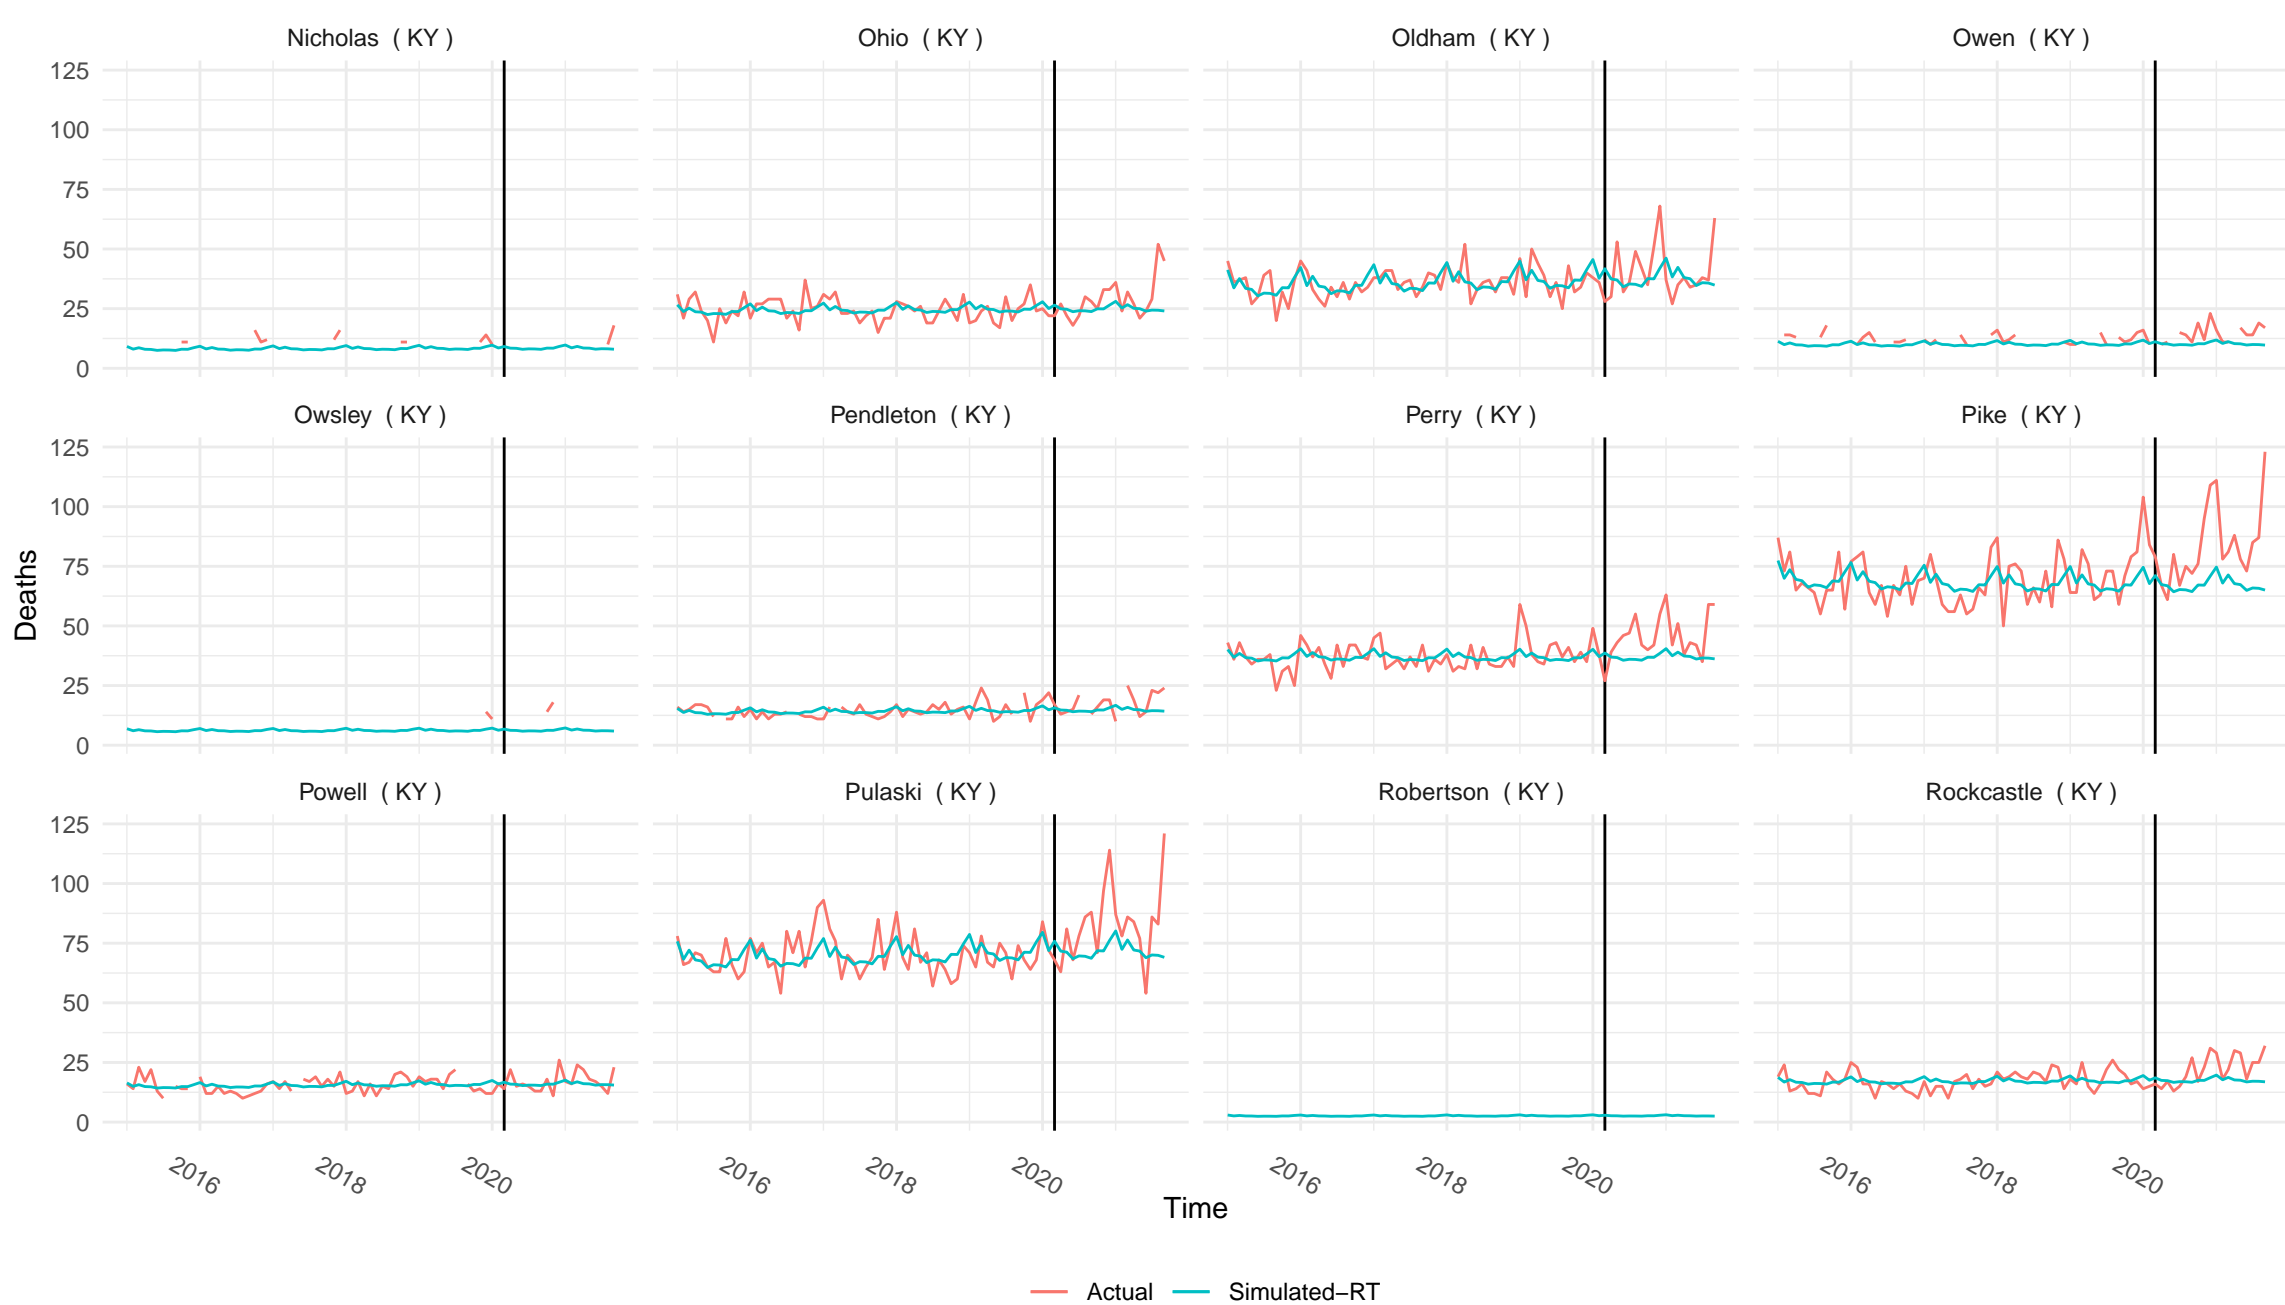 Nicholas ( KY ) Ohio ( KY ) Oldham ( KY ) Owen ( KY )
125
100
75
50
25
0
Owsley ( KY ) Pendleton ( KY ) Perry ( KY ) Pike ( KY )
125
100
75
50
25
0
Deaths
Powell ( KY ) Pulaski ( KY ) Robertson ( KY ) Rockcastle ( KY )
125
100
75
50
25
0
2016 2018 2020 2016 2018 2020 2016 2018 2020 2016 2018 2020
Time
Actual Simulated−RT